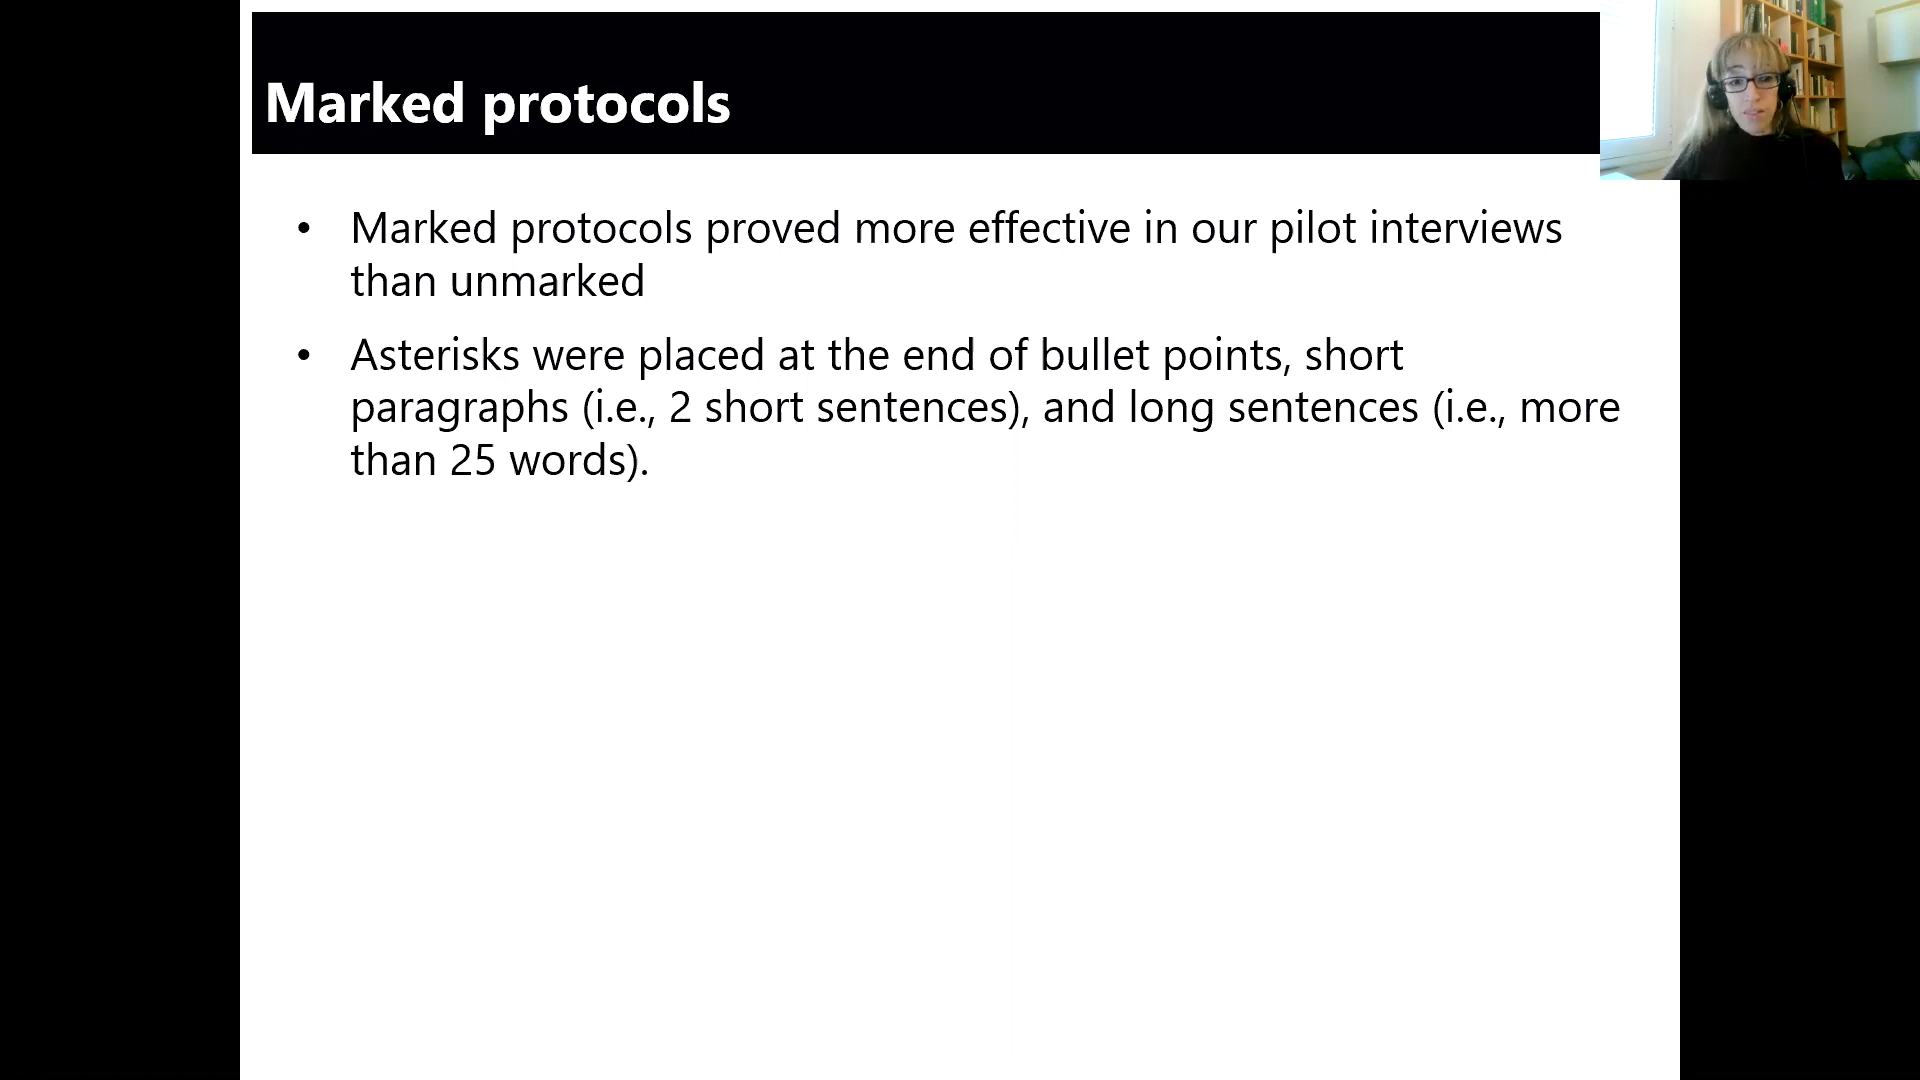 Marked protocols
• Marked protocols proved more effective in our pilot interviews
than unmarked
• Asterisks were placed at the end of bullet points, short
paragraphs (i.e., 2 short sentences), and long sentences (i.e., more
than 25 words).